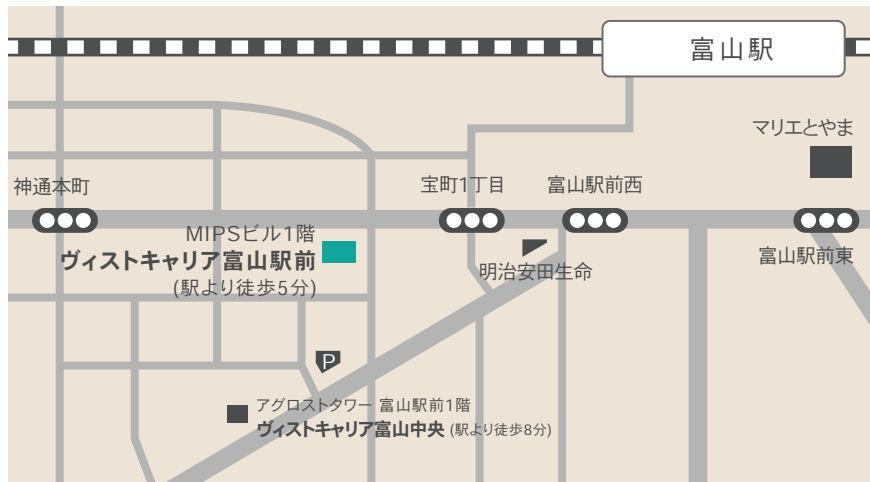 富山駅
マリエとやま
神通本町
宝町1丁目
富山駅前西
MIPSビル1階
ヴィストキャリア富山駅前
(駅より徒歩5分)
富山駅前東
明治安田生命
P
アグロストタワー 富山駅前1階
ヴィストキャリア富山中央 (駅より徒歩8分)